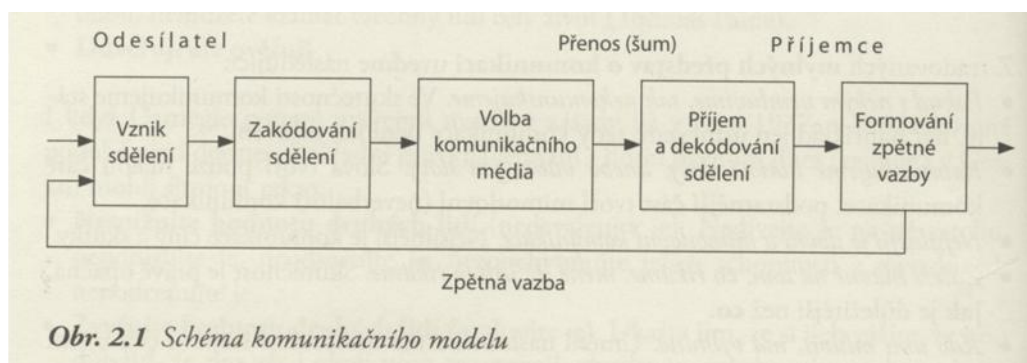 Odesílatel
Přenos (šum)
Příjemce
Vznik
sdělení
Zakódování
sdělení
Volba
komunikačního
média
Příjem
a dekódování
sdělení
Formování
zpětné
vazby
Zpětná vazba
Obr. 2.1 Schéma komunikačního modelu